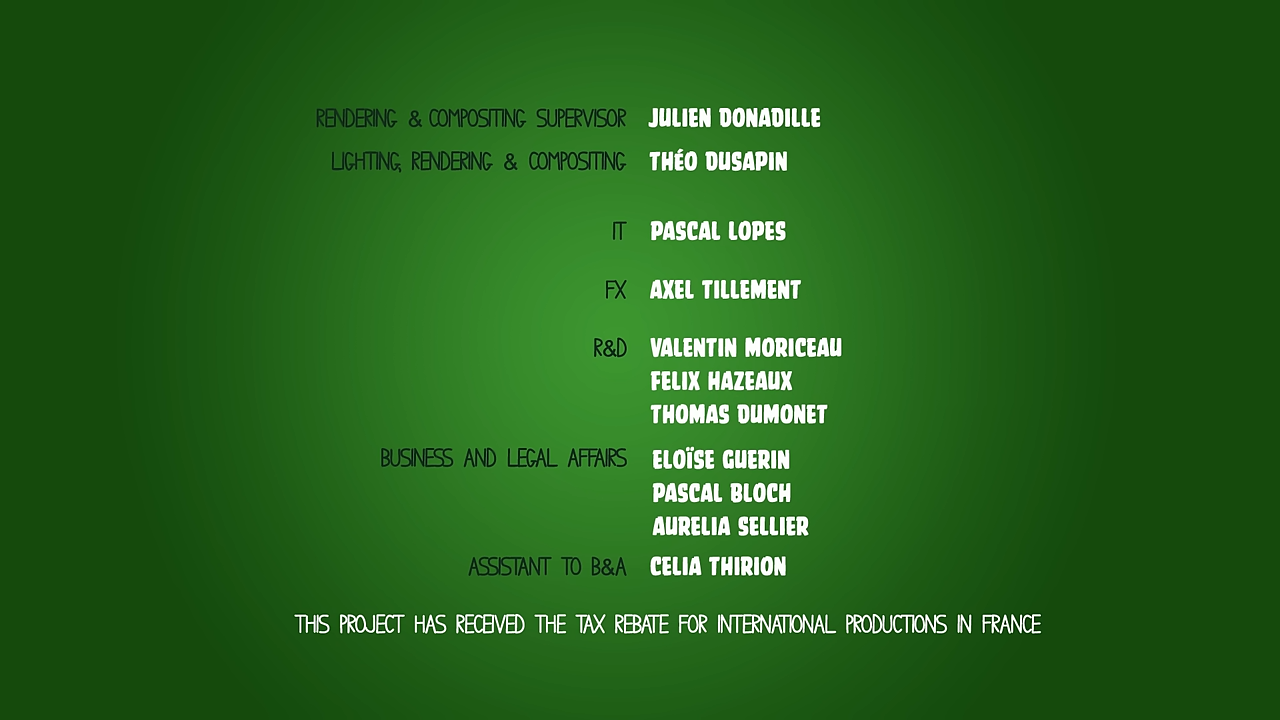 RENDERING & COMPOSITING SUPERVISOR JULIEN DONADILLE
LIGHTING, RENDERING & COMPOSITING THÉO DUSAPIN
IT PASCAL LOPES
FX AXEL TILLEMENT
R&D VALENTIN MORICEAU
FELIX HAZEAUX
THOMAS DUMONET
BUSINESS AND LEGAL AFFAIRS ELOÏSE GUERIN
PASCAL BLOCH
AURELIA SELLIER
ASSISTANT TO B&A CELIA THIRION
THIS PROJECT HAS RECEIVED THE TAX REBATE FOR INTERNATIONAL PRODUCTIONS IN FRANCE